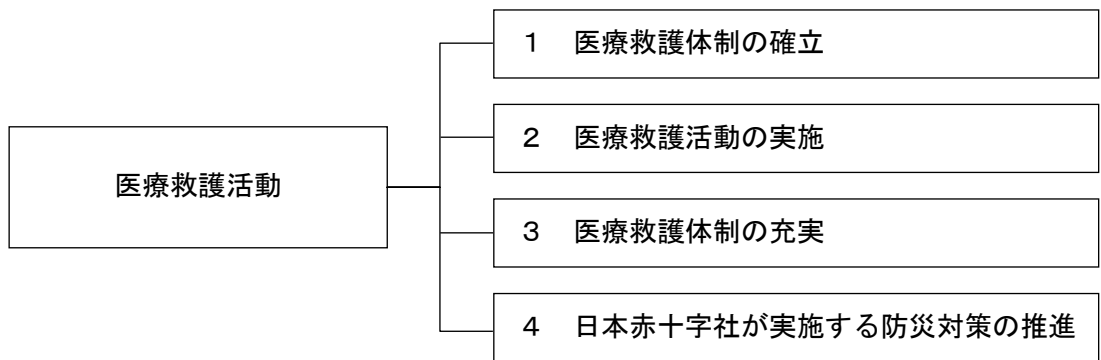 医療救護活動
１　医療救護体制の確立
２　医療救護活動の実施
３　医療救護体制の充実
４　日本赤十字社が実施する防災対策の推進